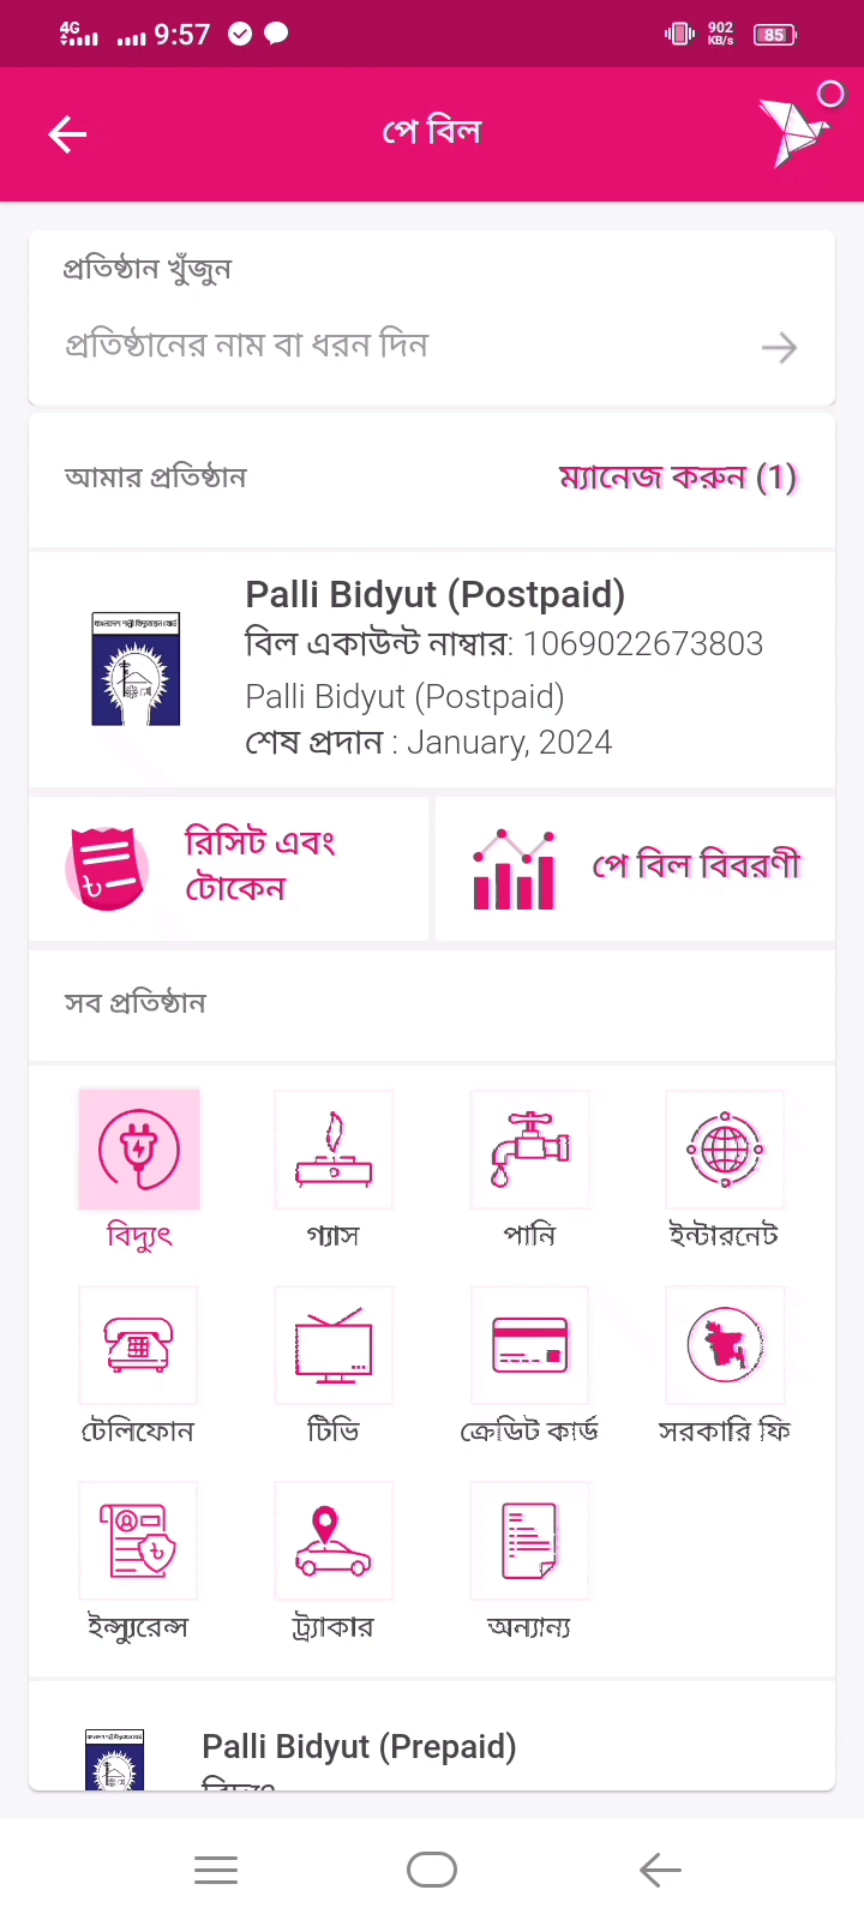 4G 9:57 902 KB/s 85
পে বিল
প্রতিষ্ঠান খুঁজুন
প্রতিষ্ঠানের নাম বা ধরন দিন
আমার প্রতিষ্ঠান ম্যানেজ করুন (1)
Palli Bidyut (Postpaid)
বিল একাউন্ট নাম্বার: 1069022673803
Palli Bidyut (Postpaid)
শেষ প্রদান : January, 2024
রিসিট এবং
টোকেন
পে বিল বিবরণী
সব প্রতিষ্ঠান
বিদ্যুৎ গ্যাস পানি ইন্টারনেট
টেলিফোন টিভি ক্রেডিট কার্ড সরকারি ফি
ইন্স্যুরেন্স ট্র্যাকার অন্যান্য
Palli Bidyut (Prepaid)